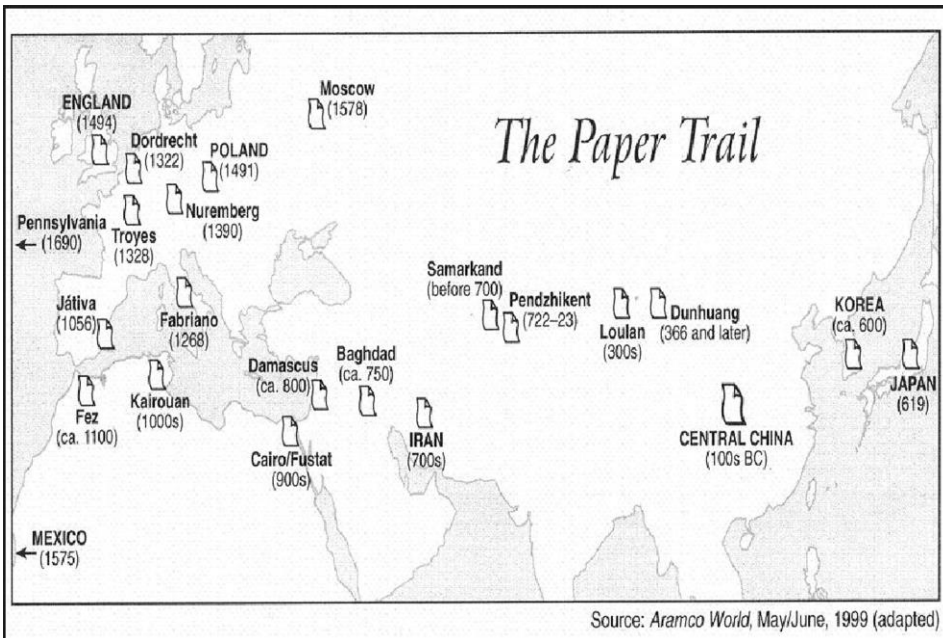 The Paper Trail
Moscow
(1578)
ENGLAND
(1494)
Dordrecht
(1322)
POLAND
(1491)
Nuremberg
(1390)
Troyes
(1328)
Pennsylvania
(1690)
Samarkand
(before 700)
Pendzhikent
(722–23)
Loulan
(300s)
Dunhuang
(366 and later)
KOREA
(ca. 600)
JAPAN
(619)
Játiva
(1056)
Fabriano
(1268)
Baghdad
(ca. 750)
Damascus
(ca. 800)
Fez
(ca. 1100)
Kairouan
(1000s)
Cairo/Fustat
(900s)
IRAN
(700s)
CENTRAL CHINA
(100s BC)
MEXICO
(1575)
Source: Aramco World, May/June, 1999 (adapted)